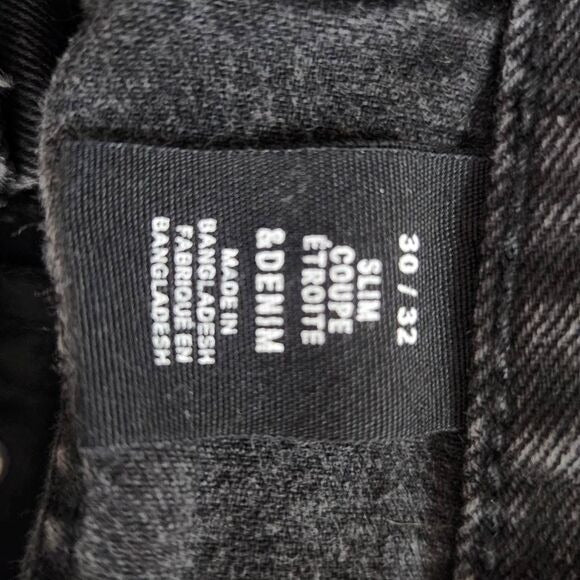 30 / 32
SLIM
COUPE
ÉTROITE
&DENIM
MADE IN
BANGLADESH
FABRIQUÉ EN
BANGLADESH